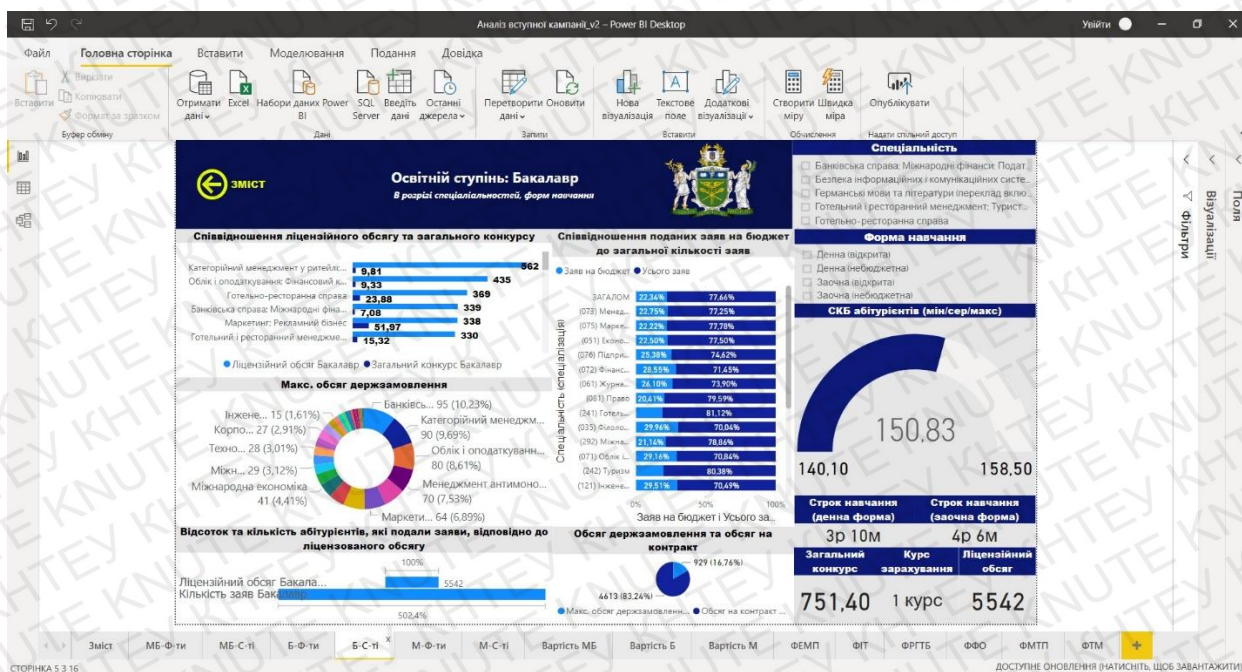 Аналіз вступної кампанії_v2 – Power BI Desktop
Увійти
Файл Головна сторінка Вставити Моделювання Подання Довідка
Вставити
Вирізати
Копіювати
Формат за зразком
Отримати дані
Excel
Набори даних Power BI
SQL Server
Введіть дані
Останні джерела
Перетворити дані
Оновити
Нова візуалізація
Текстове поле
Додаткові візуалізації
Створити міру
Швидка міра
Опублікувати
Буфер обміну
Дані
Запити
Вставити
Обчислення
Надати спільний доступ
ЗМІСТ
Освітній ступінь: Бакалавр
В розрізі спеціаліальностей, форм навчання
Спеціальність
Банківська справа: Міжнародні фінанси: Подат...
Безпека інформаційних і комунікаційних систе...
Германські мови та літератури (переклад вклю...
Готельний і ресторанний менеджмент; Турист...
Готельно-ресторанна справа
Форма навчання
Денна (відкрита)
Денна (небюджетна)
Заочна (відкрита)
Заочна (небюджетна)
Співвідношення ліцензійного обсягу та загального конкурсу
Категорійний менеджмент у ритейл... 562
9,81
Облік і оподаткування: Фінансовий к... 435
9,33
Готельно-ресторанна справа 369
23,88
Банківська справа: Міжнародні фіна... 339
7,08
Маркетинг; Рекламний бізнес 338
51,97
Готельний і ресторанний менеджме... 330
15,32
Ліцензійний обсяг Бакалавр Загальний конкурс Бакалавр
Співвідношення поданих заяв на бюджет
до загальної кількості заяв
Заяв на бюджет Усього заяв
Спеціальність (спеціалізація)
ЗАГАЛОМ 22,34% 77,66%
(073) Менед... 22,75% 77,25%
(075) Марке... 22,22% 77,78%
(051) Еконо... 22,50% 77,50%
(076) Підпри... 25,38% 74,62%
(072) Фінанс... 28,55% 71,45%
(061) Журна... 26,10% 73,90%
(081) Право 20,41% 79,59%
(241) Готель... 81,12%
(035) Філоло... 29,96% 70,04%
(292) Міжна... 21,14% 78,86%
(071) Облік і... 29,16% 70,84%
(242) Туризм 80,38%
(121) Інжене... 29,51% 70,49%
0% 50% 100%
Заяв на бюджет і Усього за...
СКБ абітурієнтів (мін/сер/макс)
150,83
140,10 158,50
Макс. обсяг держзамовлення
Банківсь... 95 (10,23%)
Категорійний менеджм...
90 (9,69%)
Облік і оподаткуванн...
80 (8,61%)
Менеджмент антимоно...
70 (7,53%)
Маркети... 64 (6,89%)
Міжнародна економіка
41 (4,41%)
Міжн... 29 (3,12%)
Техно... 28 (3,01%)
Корпо... 27 (2,91%)
Інжене... 15 (1,61%)
Відсоток та кількість абітурієнтів, які подали заяви, відповідно до
ліцензованого обсягу
100%
Ліцензійний обсяг Бакала... 5542
Кількість заяв Бакалавр
502,4%
Обсяг держзамовлення та обсяг на
контракт
929 (16,76%)
4613 (83,24%)
Макс. обсяг держзамовленн... Обсяг на контракт ...
Строк навчання (денна форма)
Строк навчання (заочна форма)
3р 10м 4р 6м
Загальний конкурс
Курс зарахування
Ліцензійний обсяг
751,40 1 курс 5542
Фільтри
Візуалізації
Поля
Зміст МБ-Ф-ти МБ-С-ті Б-Ф-ти Б-С-ті М-Ф-ти М-С-ті Вартість МБ Вартість Б Вартість М ФЕМП ФІТ ФРГТБ ФФО ФМТП ФТМ
СТОРІНКА 5 З 16
ДОСТУПНЕ ОНОВЛЕННЯ (НАТИСНІТЬ, ЩОБ ЗАВАНТАЖИТИ)
KNUTEY